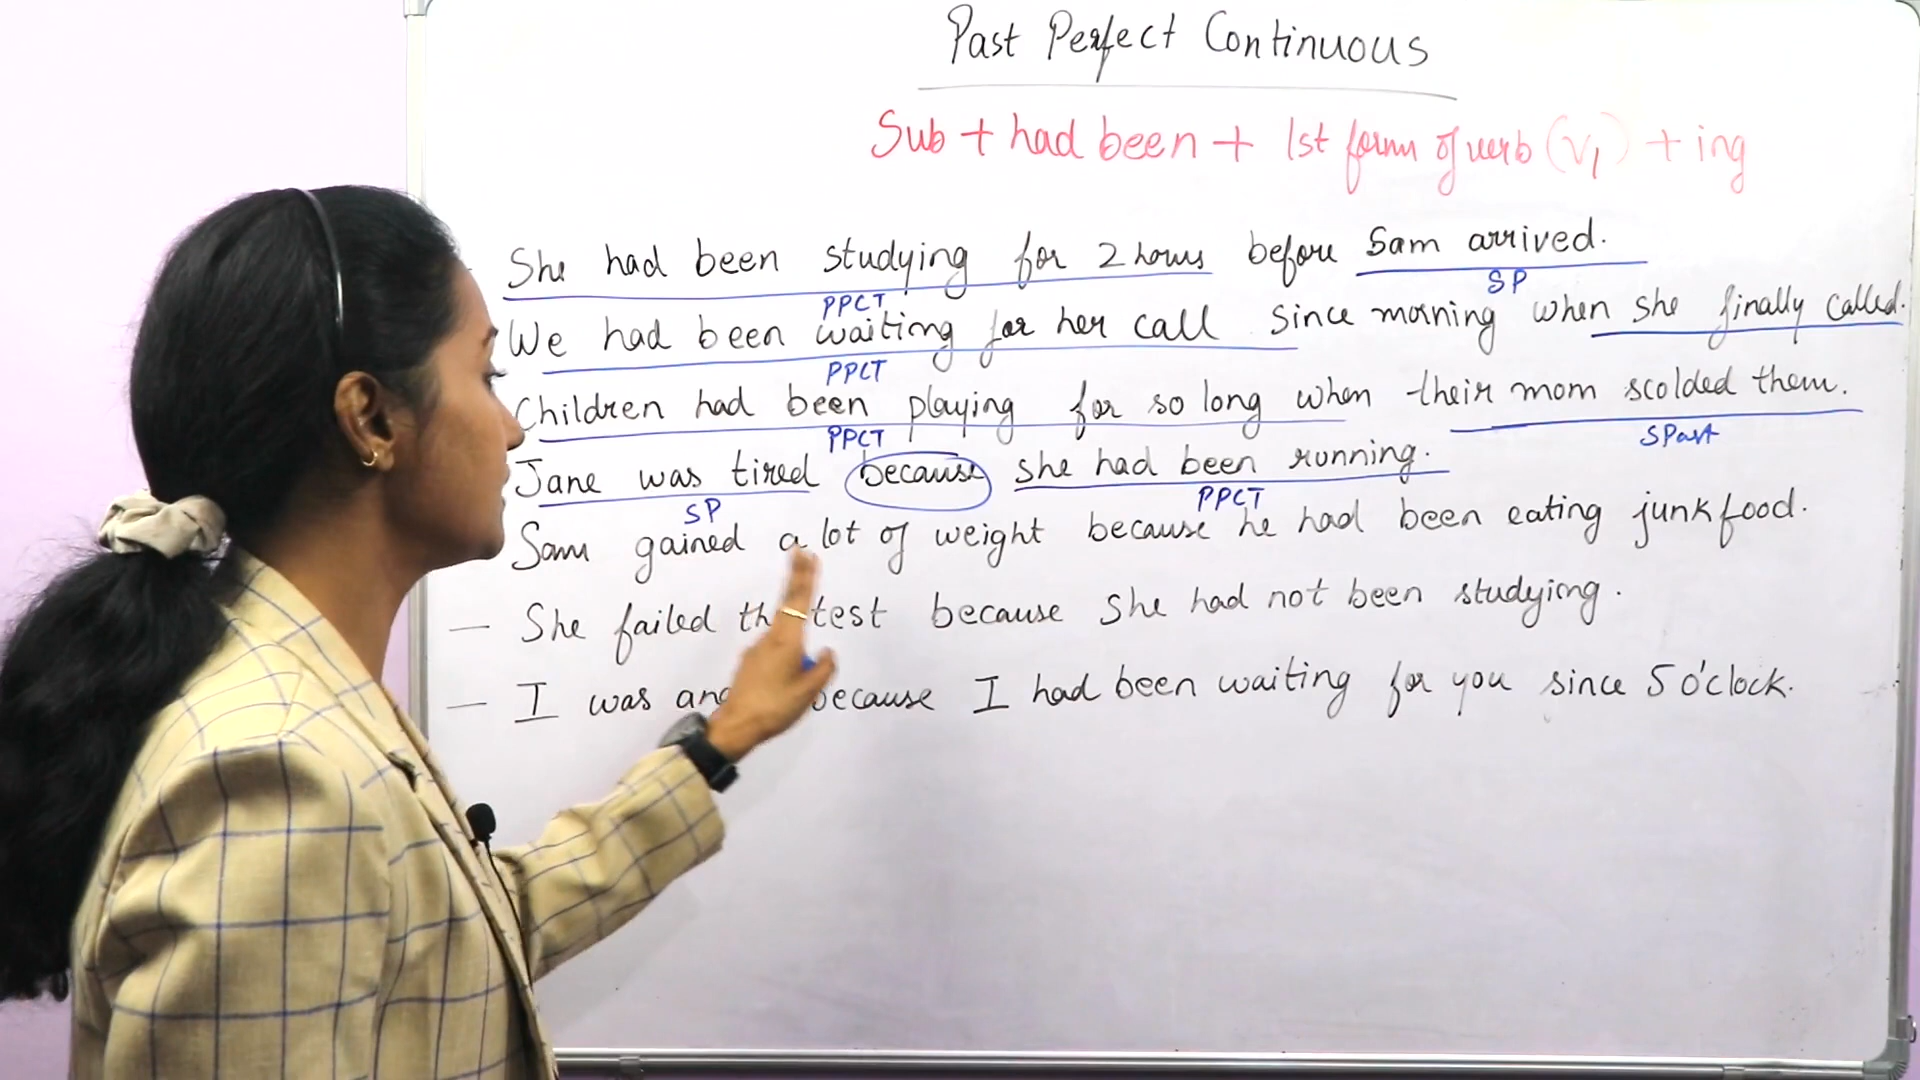 Past Perfect Continuous
Sub + had been + 1st form of verb (V1) + ing
She had been studying for 2 hours before Sam arrived.
PPCT SP
We had been waiting for her call since morning when she finally called.
PPCT
Children had been playing for so long when their mom scolded them.
PPCT SPast
Jane was tired because she had been running.
SP PPCT
Sam gained a lot of weight because he had been eating junk food.
— She failed th test because she had not been studying.
— I was because I had been waiting for you since 5 o'clock.